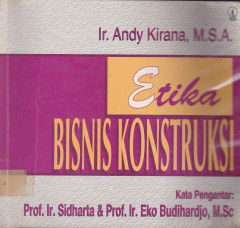 Ir. Andy Kirana, M.S.A.
Etika
BISNIS KONSTRUKSI
Kata Pengantar:
Prof. Ir. Sidharta & Prof. Ir. Eko Budihardjo, M.Sc